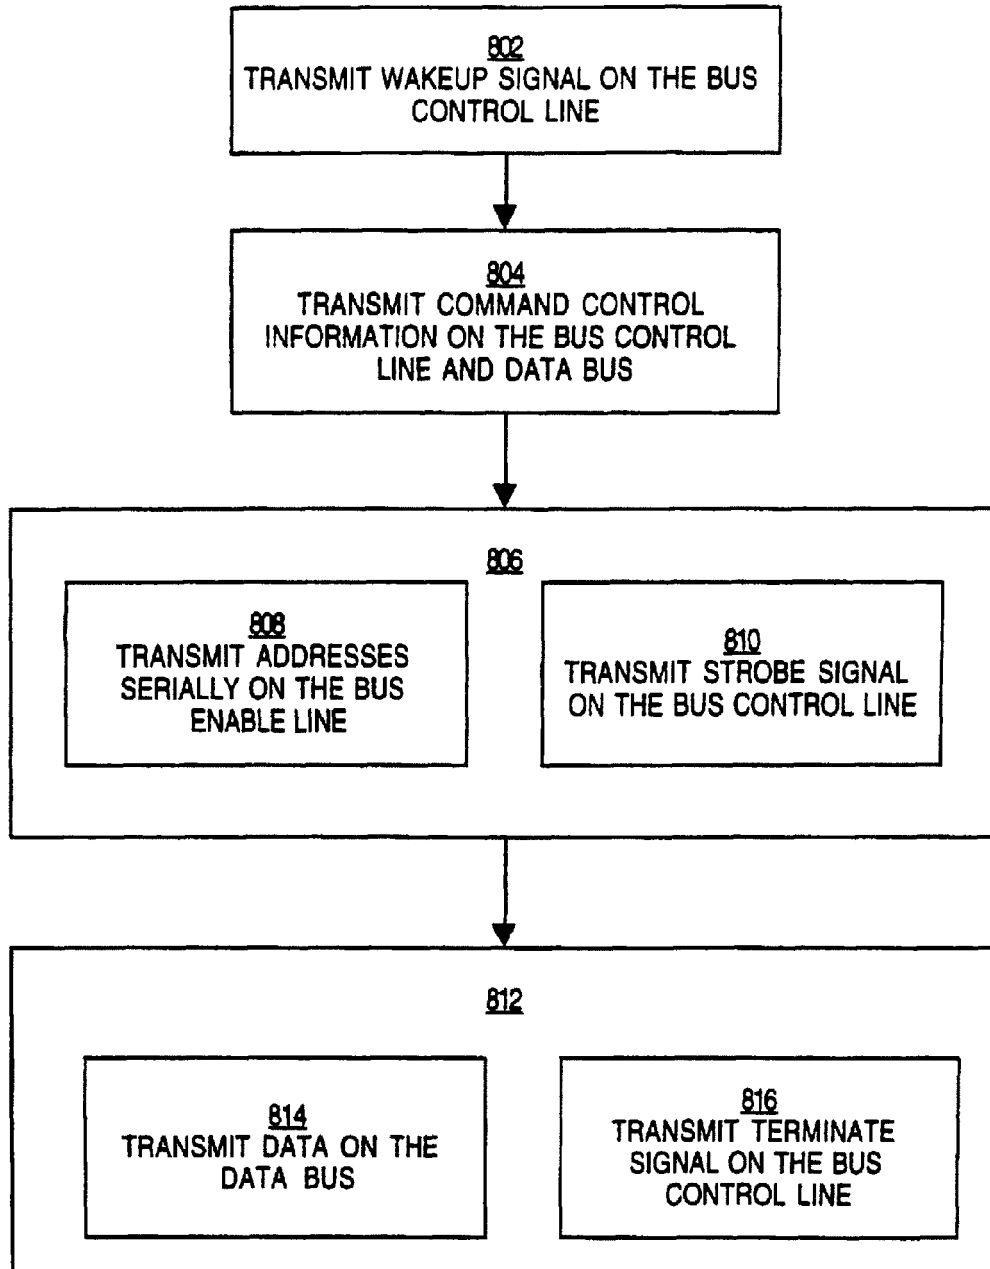 802
TRANSMIT WAKEUP SIGNAL ON THE BUS
CONTROL LINE
804
TRANSMIT COMMAND CONTROL
INFORMATION ON THE BUS CONTROL
LINE AND DATA BUS
806
808
TRANSMIT ADDRESSES
SERIALLY ON THE BUS
ENABLE LINE
810
TRANSMIT STROBE SIGNAL
ON THE BUS CONTROL LINE
812
814
TRANSMIT DATA ON THE
DATA BUS
816
TRANSMIT TERMINATE
SIGNAL ON THE BUS
CONTROL LINE